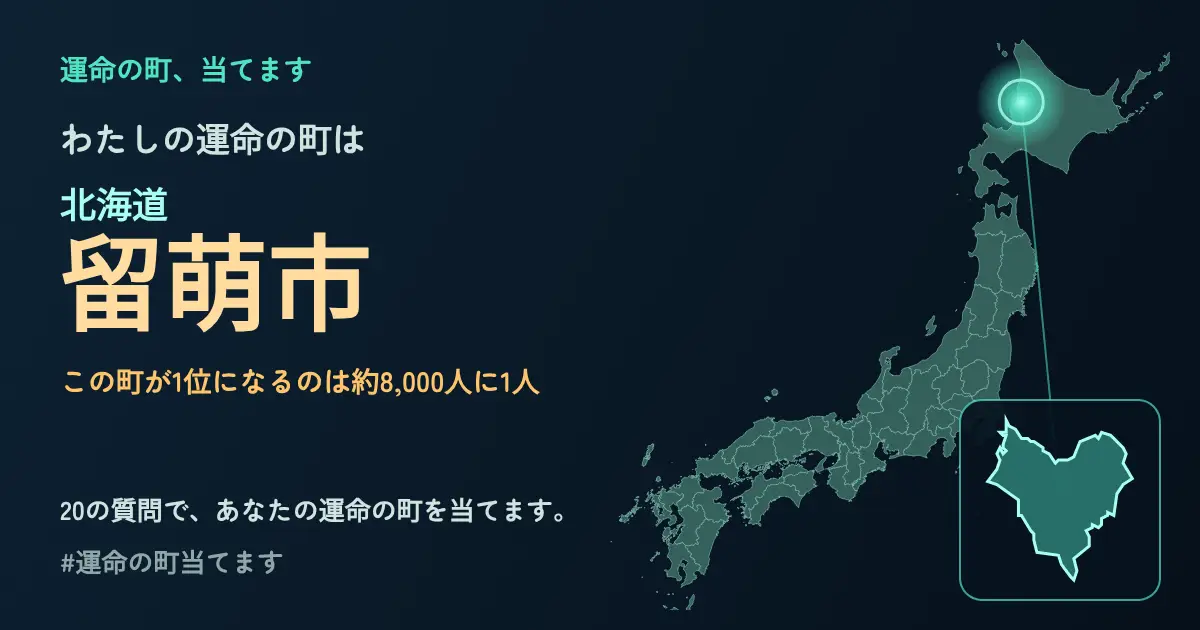 運命の町、当てます
わたしの運命の町は
北海道
留萌市
この町が1位になるのは約8,000人に1人
20の質問で、あなたの運命の町を当てます。
#運命の町当てます